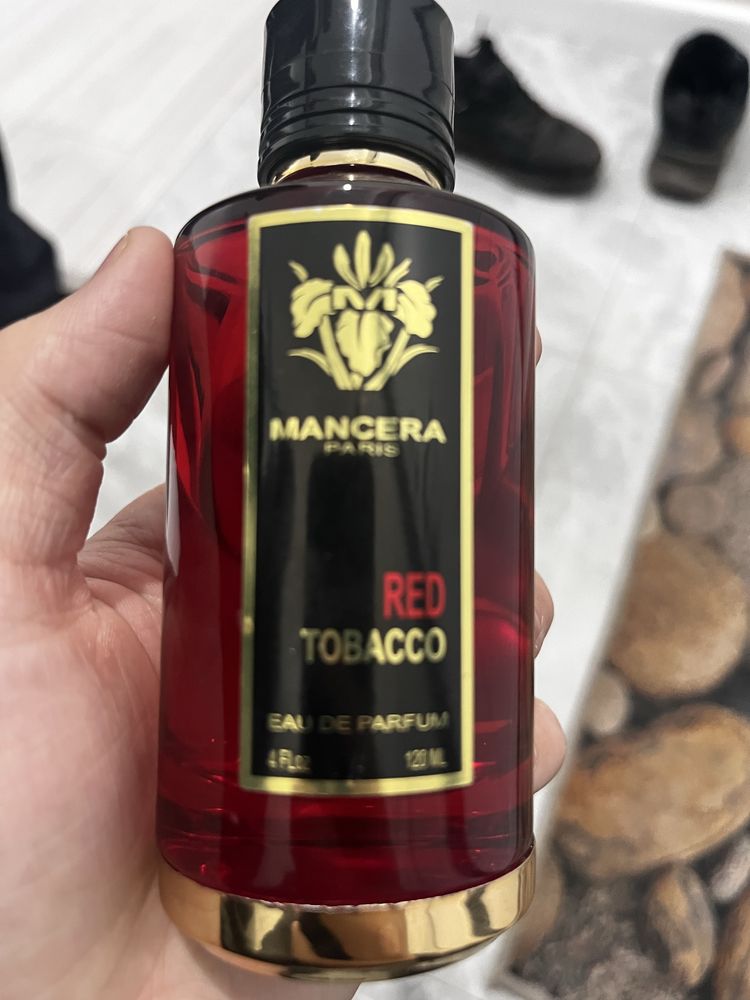 MANCERA
PARIS
RED
TOBACCO
EAU DE PARFUM
4 FLoz 120 ML